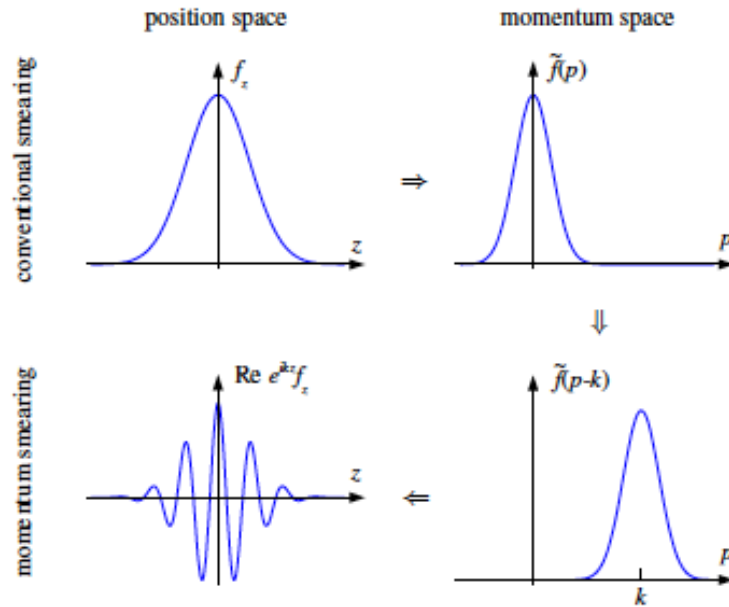 position space momentum space
conventional smearing
f_z
f̃(p)
z
⇒
p
⇓
momentum smearing
Re e^{ikz}f_z
f̃(p-k)
z
⇐
p
k